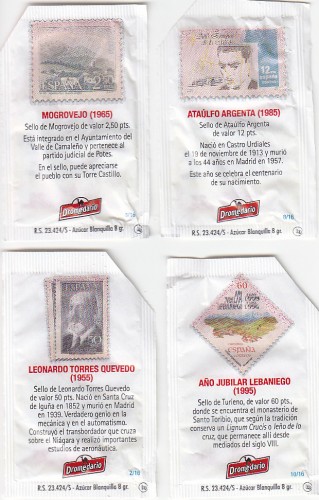 ESPAÑA
MOGROVEJO (1965)
Sello de Mogrovejo de valor 2,50 pts.
Está integrado en el Ayuntamiento del
Valle de Camaleño y pertenece al
partido judicial de Potes.
En el sello, puede apreciarse
el pueblo con su Torre Castillo.
Dromedario
R.S. 23.424/S - Azúcar Blanquilla 8 gr.
12
ATAÚLFO ARGENTA (1985)
Sello de Ataúlfo Argenta
de valor 12 pts.
Nació en Castro Urdiales
el 19 de noviembre de 1913 y murió
a los 44 años en Madrid en 1957.
Este año se celebra el centenario
de su nacimiento.
Dromedario
9/16
R.S. 23.424/S - Azúcar Blanquilla 8 gr.
ESPAÑA
50
LEONARDO TORRES QUEVEDO
(1955)
Sello de Leonardo Torres Quevedo
de valor 50 pts. Nació en Santa Cruz
de Iguña en 1852 y murió en Madrid
en 1939. Verdadero genio en la
mecánica y en el automatismo.
Construyó el transbordador que cruza
sobre el Niágara y realizó importantes
estudios de aeronáutica.
Dromedario
2/16
R.S. 23.424/S - Azúcar Blanquilla 8 gr.
60
ESPAÑA
AÑO JUBILAR LEBANIEGO
(1995)
Sello de Turieno, de valor 60 pts.,
donde se encuentra el monasterio de
Santo Toribio, que según la tradición
conserva un Lignum Crucis o leño de la
cruz, que permanece allí desde
mediados del siglo VIII.
Dromedario
10/16
R.S. 23.424/S - Azúcar Blanquilla 8 gr.